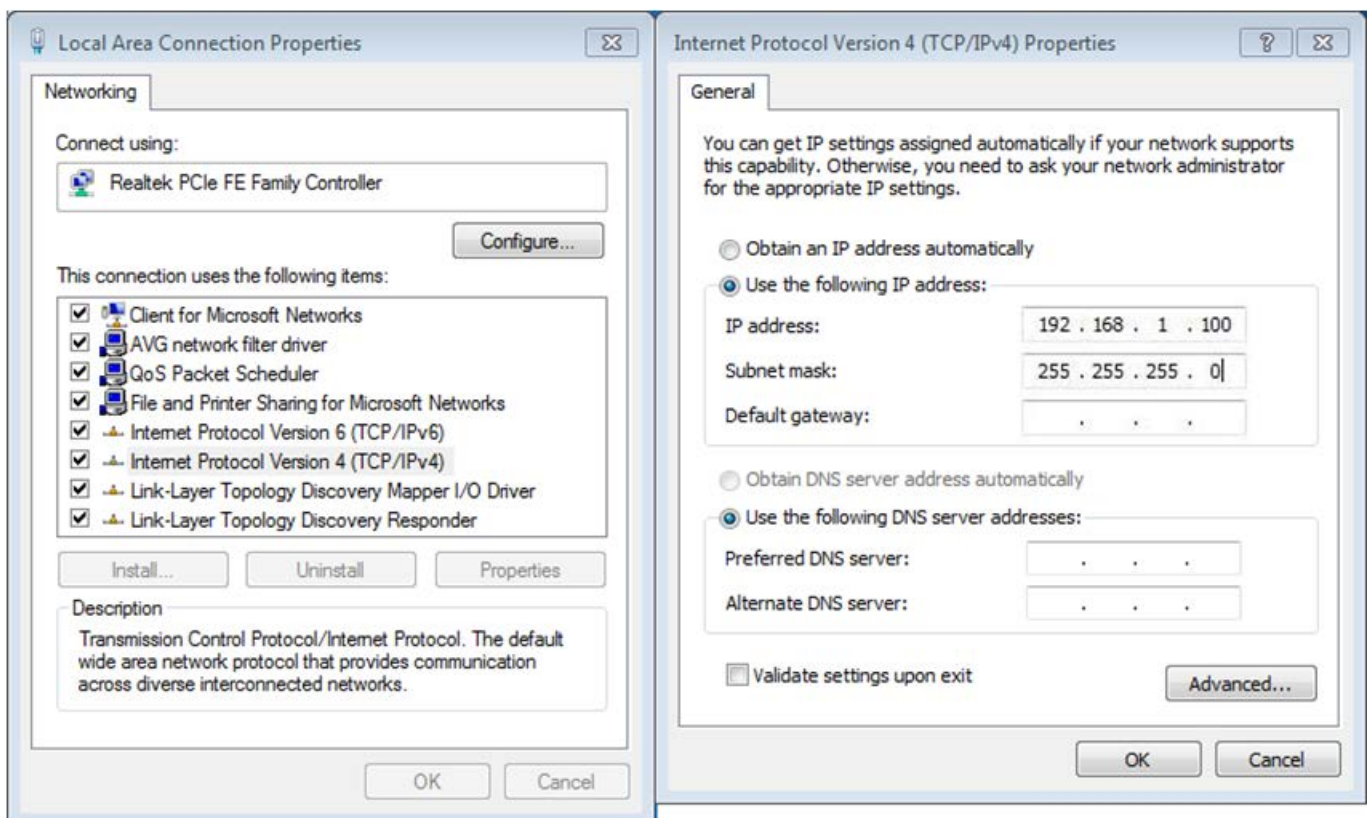 Local Area Connection Properties
Networking
Connect using:
Realtek PCIe FE Family Controller
Configure...
This connection uses the following items:
Client for Microsoft Networks
AVG network filter driver
QoS Packet Scheduler
File and Printer Sharing for Microsoft Networks
Internet Protocol Version 6 (TCP/IPv6)
Internet Protocol Version 4 (TCP/IPv4)
Link-Layer Topology Discovery Mapper I/O Driver
Link-Layer Topology Discovery Responder
Install... Uninstall Properties
Description
Transmission Control Protocol/Internet Protocol. The default
wide area network protocol that provides communication
across diverse interconnected networks.
OK Cancel
Internet Protocol Version 4 (TCP/IPv4) Properties
General
You can get IP settings assigned automatically if your network supports
this capability. Otherwise, you need to ask your network administrator
for the appropriate IP settings.
Obtain an IP address automatically
Use the following IP address:
IP address: 192 . 168 . 1 . 100
Subnet mask: 255 . 255 . 255 . 0
Default gateway: . . .
Obtain DNS server address automatically
Use the following DNS server addresses:
Preferred DNS server: . . .
Alternate DNS server: . . .
Validate settings upon exit
Advanced...
OK Cancel